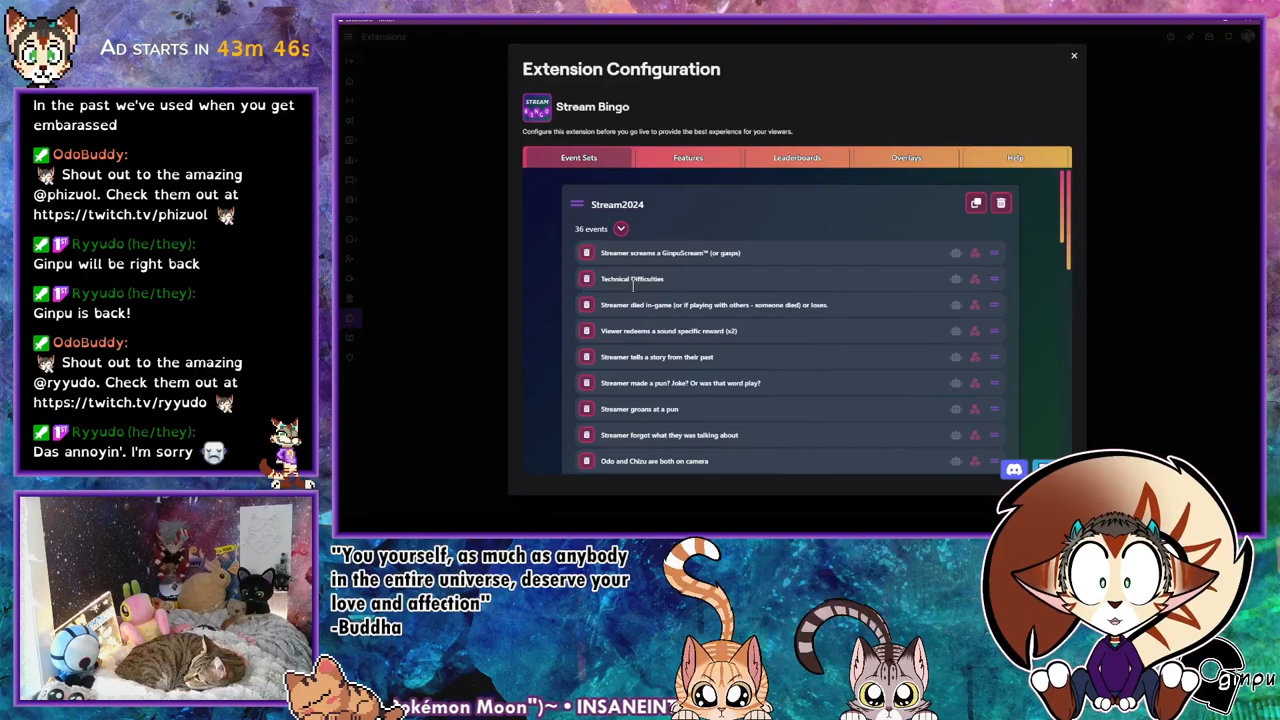 AD STARTS IN 43m 46s
In the past we've used when you get
embarassed
OdoBuddy:
Shout out to the amazing
@phizuol. Check them out at
https://twitch.tv/phizuol
Ryyudo (he/they):
Ginpu will be right back
Ryyudo (he/they):
Ginpu is back!
OdoBuddy:
Shout out to the amazing
@ryyudo. Check them out at
https://twitch.tv/ryyudo
Ryyudo (he/they):
Das annoyin'. I'm sorry
Extensions
Extension Configuration
STREAM
BINGO
Stream Bingo
Configure this extension before you go live to provide the best experience for your viewers.
Event Sets
Features
Leaderboards
Overlays
Help
Stream2024
36 events
Streamer screams a GinpuScream™ (or gasps)
Technical Difficulties
Streamer died in-game (or if playing with others - someone died) or loses.
Viewer redeems a sound specific reward (x2)
Streamer tells a story from their past
Streamer made a pun? Joke? Or was that word play?
Streamer groans at a pun
Streamer forgot what they was talking about
Odo and Chizu are both on camera
"You yourself, as much as anybody
in the entire universe, deserve your
love and affection"
-Buddha
okémon Moon")~ • INSANEINT
ginpu